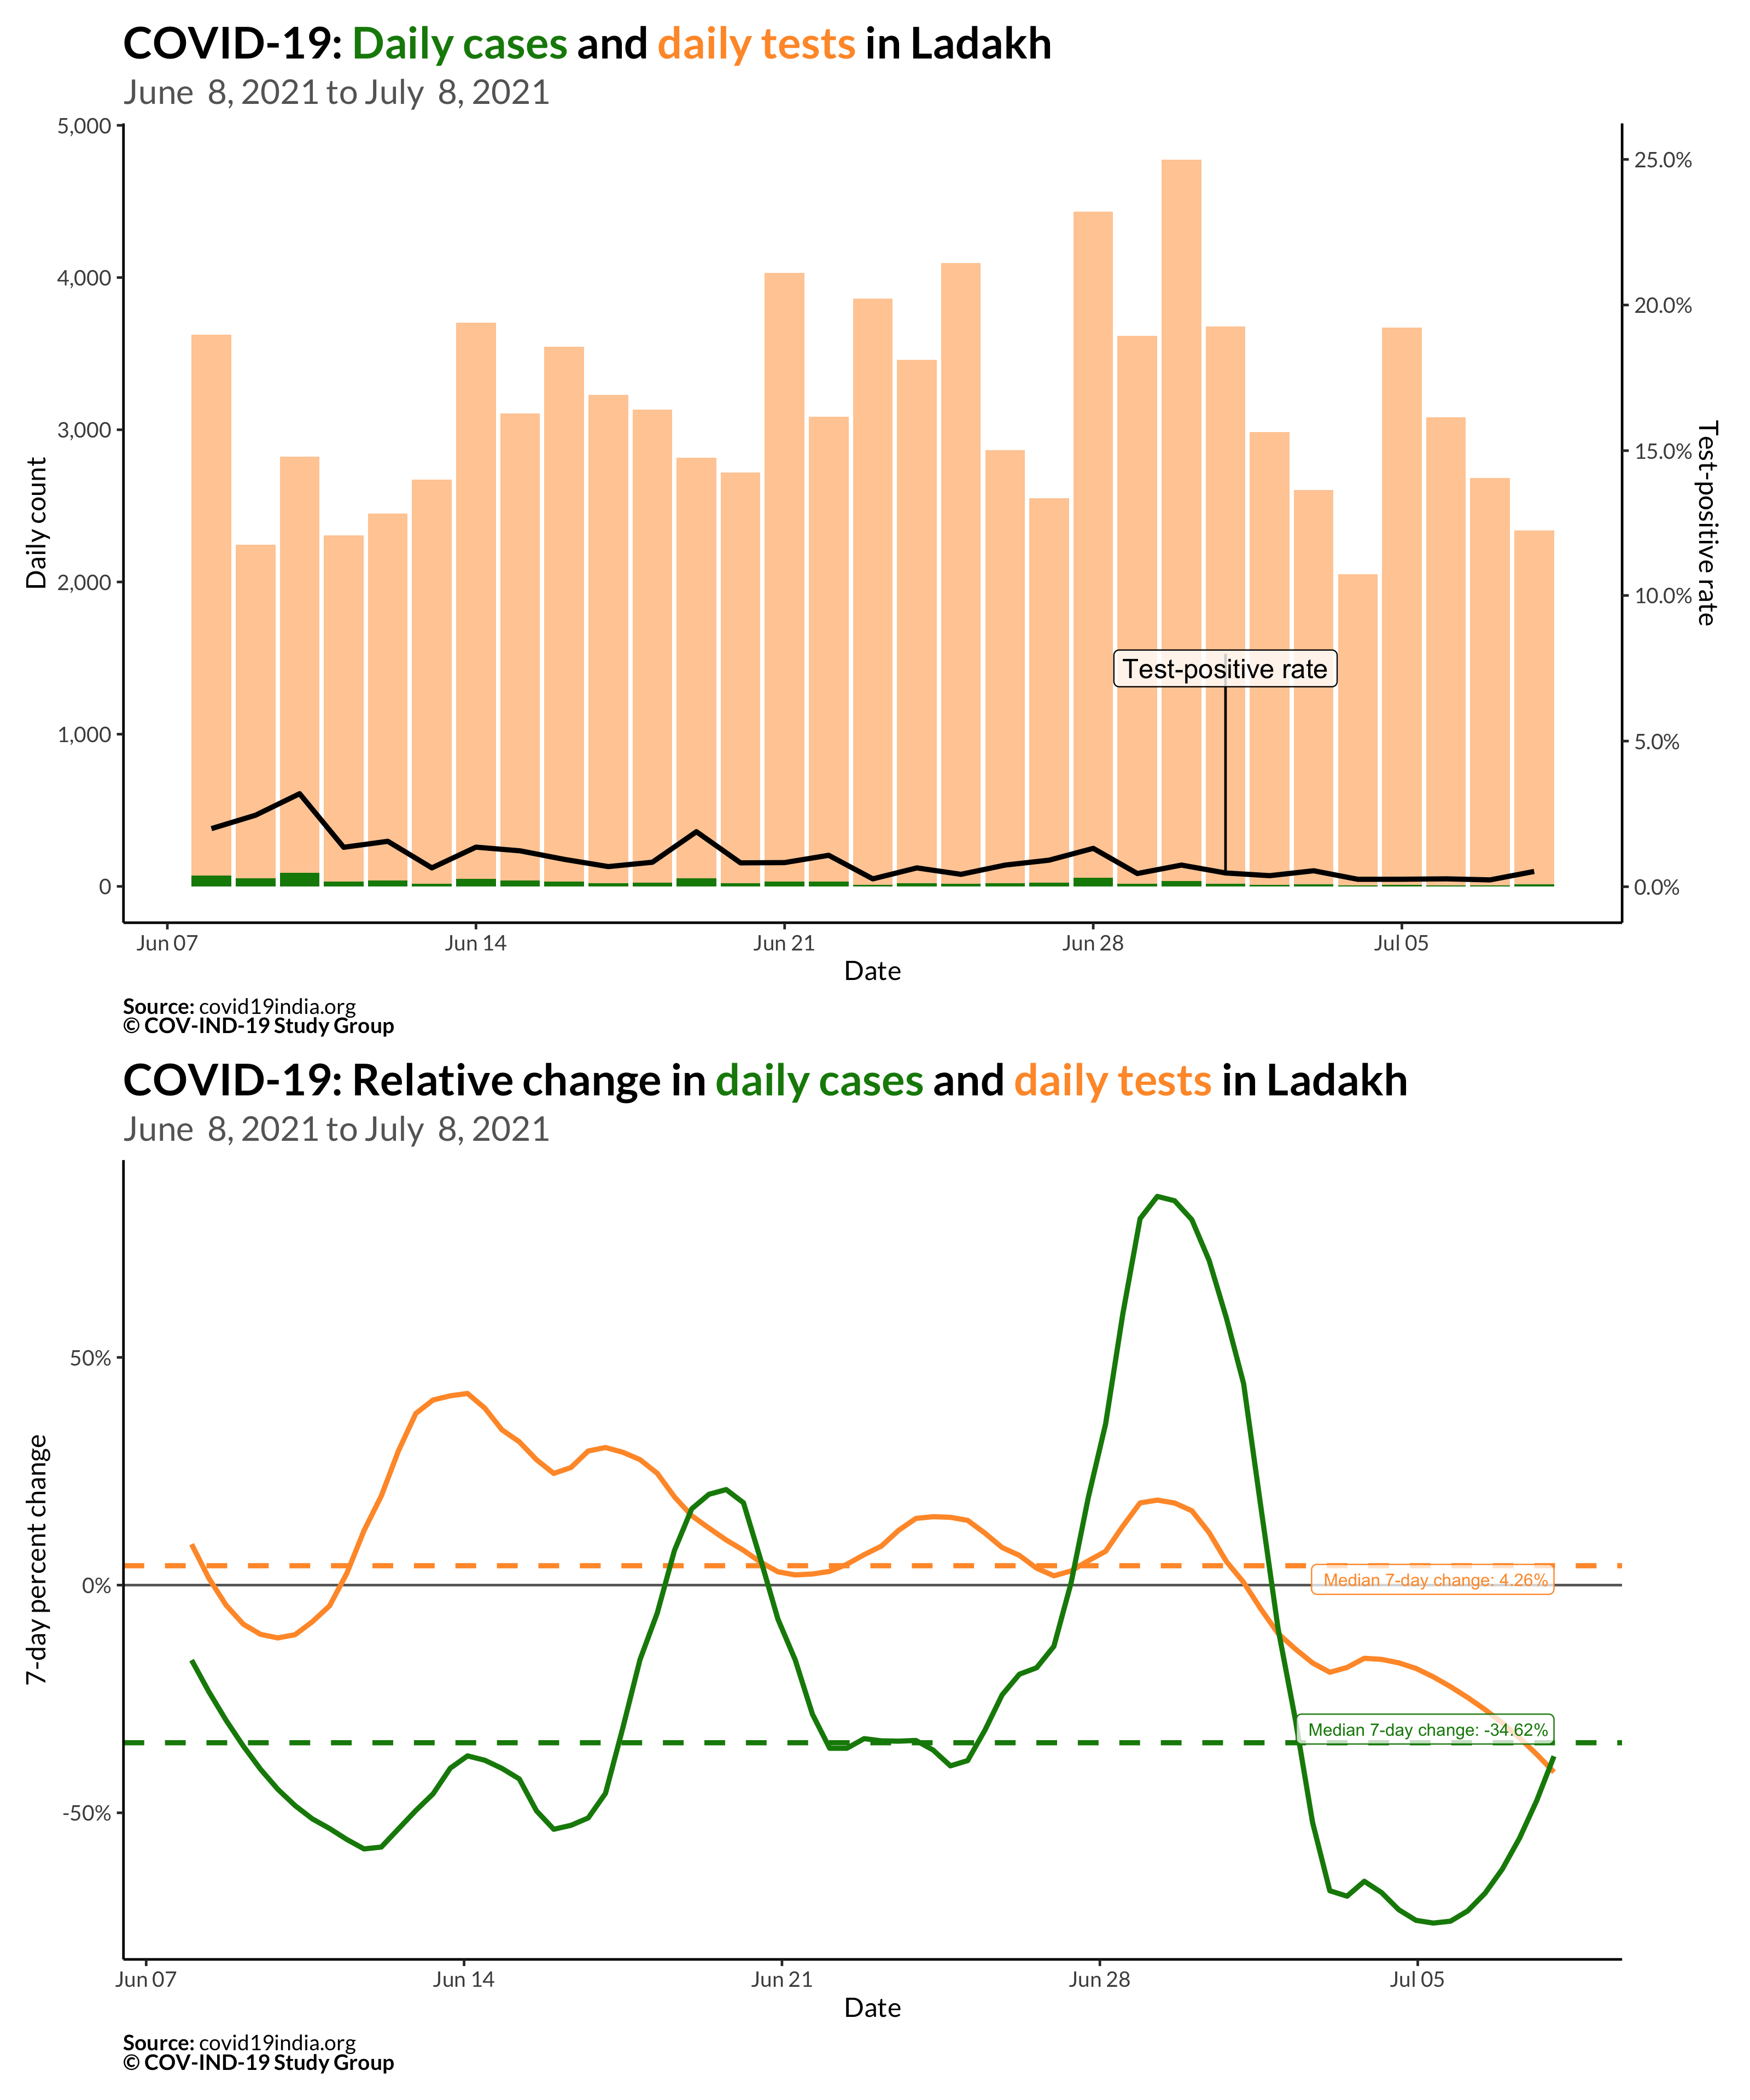 COVID-19: Daily cases and daily tests in Ladakh
June  8, 2021 to July  8, 2021
5,000
4,000
3,000
2,000
1,000
0
Daily count
25.0%
20.0%
15.0%
10.0%
5.0%
0.0%
Test-positive rate
Test-positive rate
Jun 07
Jun 14
Jun 21
Jun 28
Jul 05
Date
Source: covid19india.org
© COV-IND-19 Study Group
COVID-19: Relative change in daily cases and daily tests in Ladakh
June  8, 2021 to July  8, 2021
50%
0%
-50%
7-day percent change
Median 7-day change: 4.26%
Median 7-day change: -34.62%
Jun 07
Jun 14
Jun 21
Jun 28
Jul 05
Date
Source: covid19india.org
© COV-IND-19 Study Group